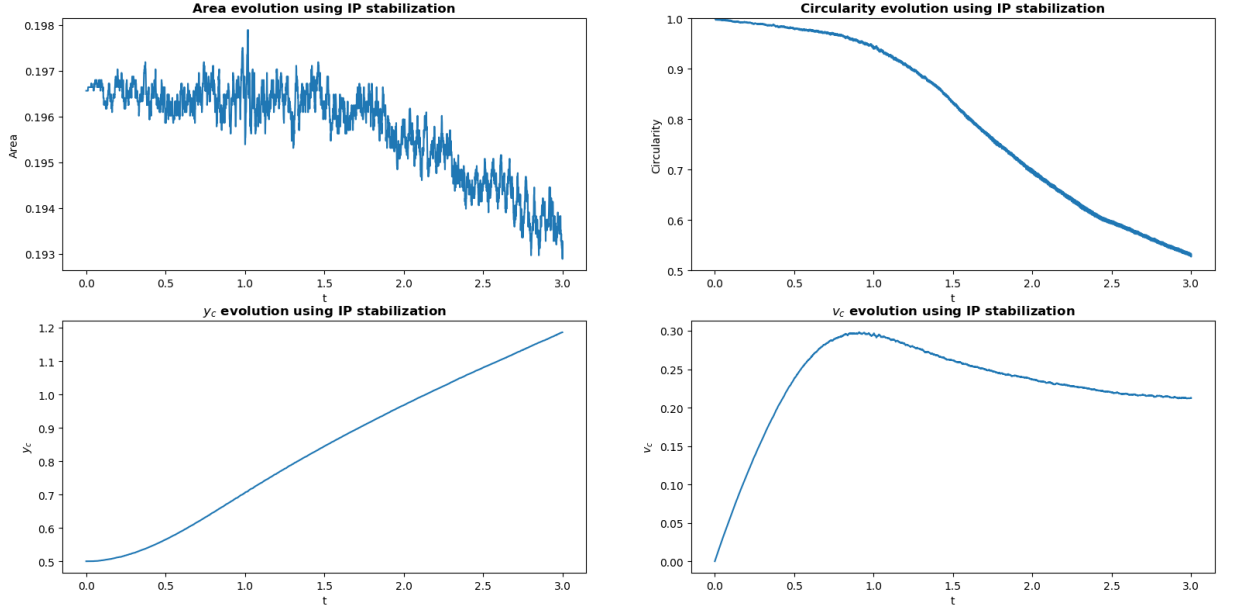 Area evolution using IP stabilization
0.198
0.197
0.196
0.195
0.194
0.193
Area
0.0 0.5 1.0 1.5 2.0 2.5 3.0
t
Circularity evolution using IP stabilization
1.0
0.9
0.8
0.7
0.6
0.5
Circularity
0.0 0.5 1.0 1.5 2.0 2.5 3.0
t
y_c evolution using IP stabilization
1.2
1.1
1.0
0.9
0.8
0.7
0.6
0.5
y_c
0.0 0.5 1.0 1.5 2.0 2.5 3.0
t
v_c evolution using IP stabilization
0.30
0.25
0.20
0.15
0.10
0.05
0.00
v_c
0.0 0.5 1.0 1.5 2.0 2.5 3.0
t